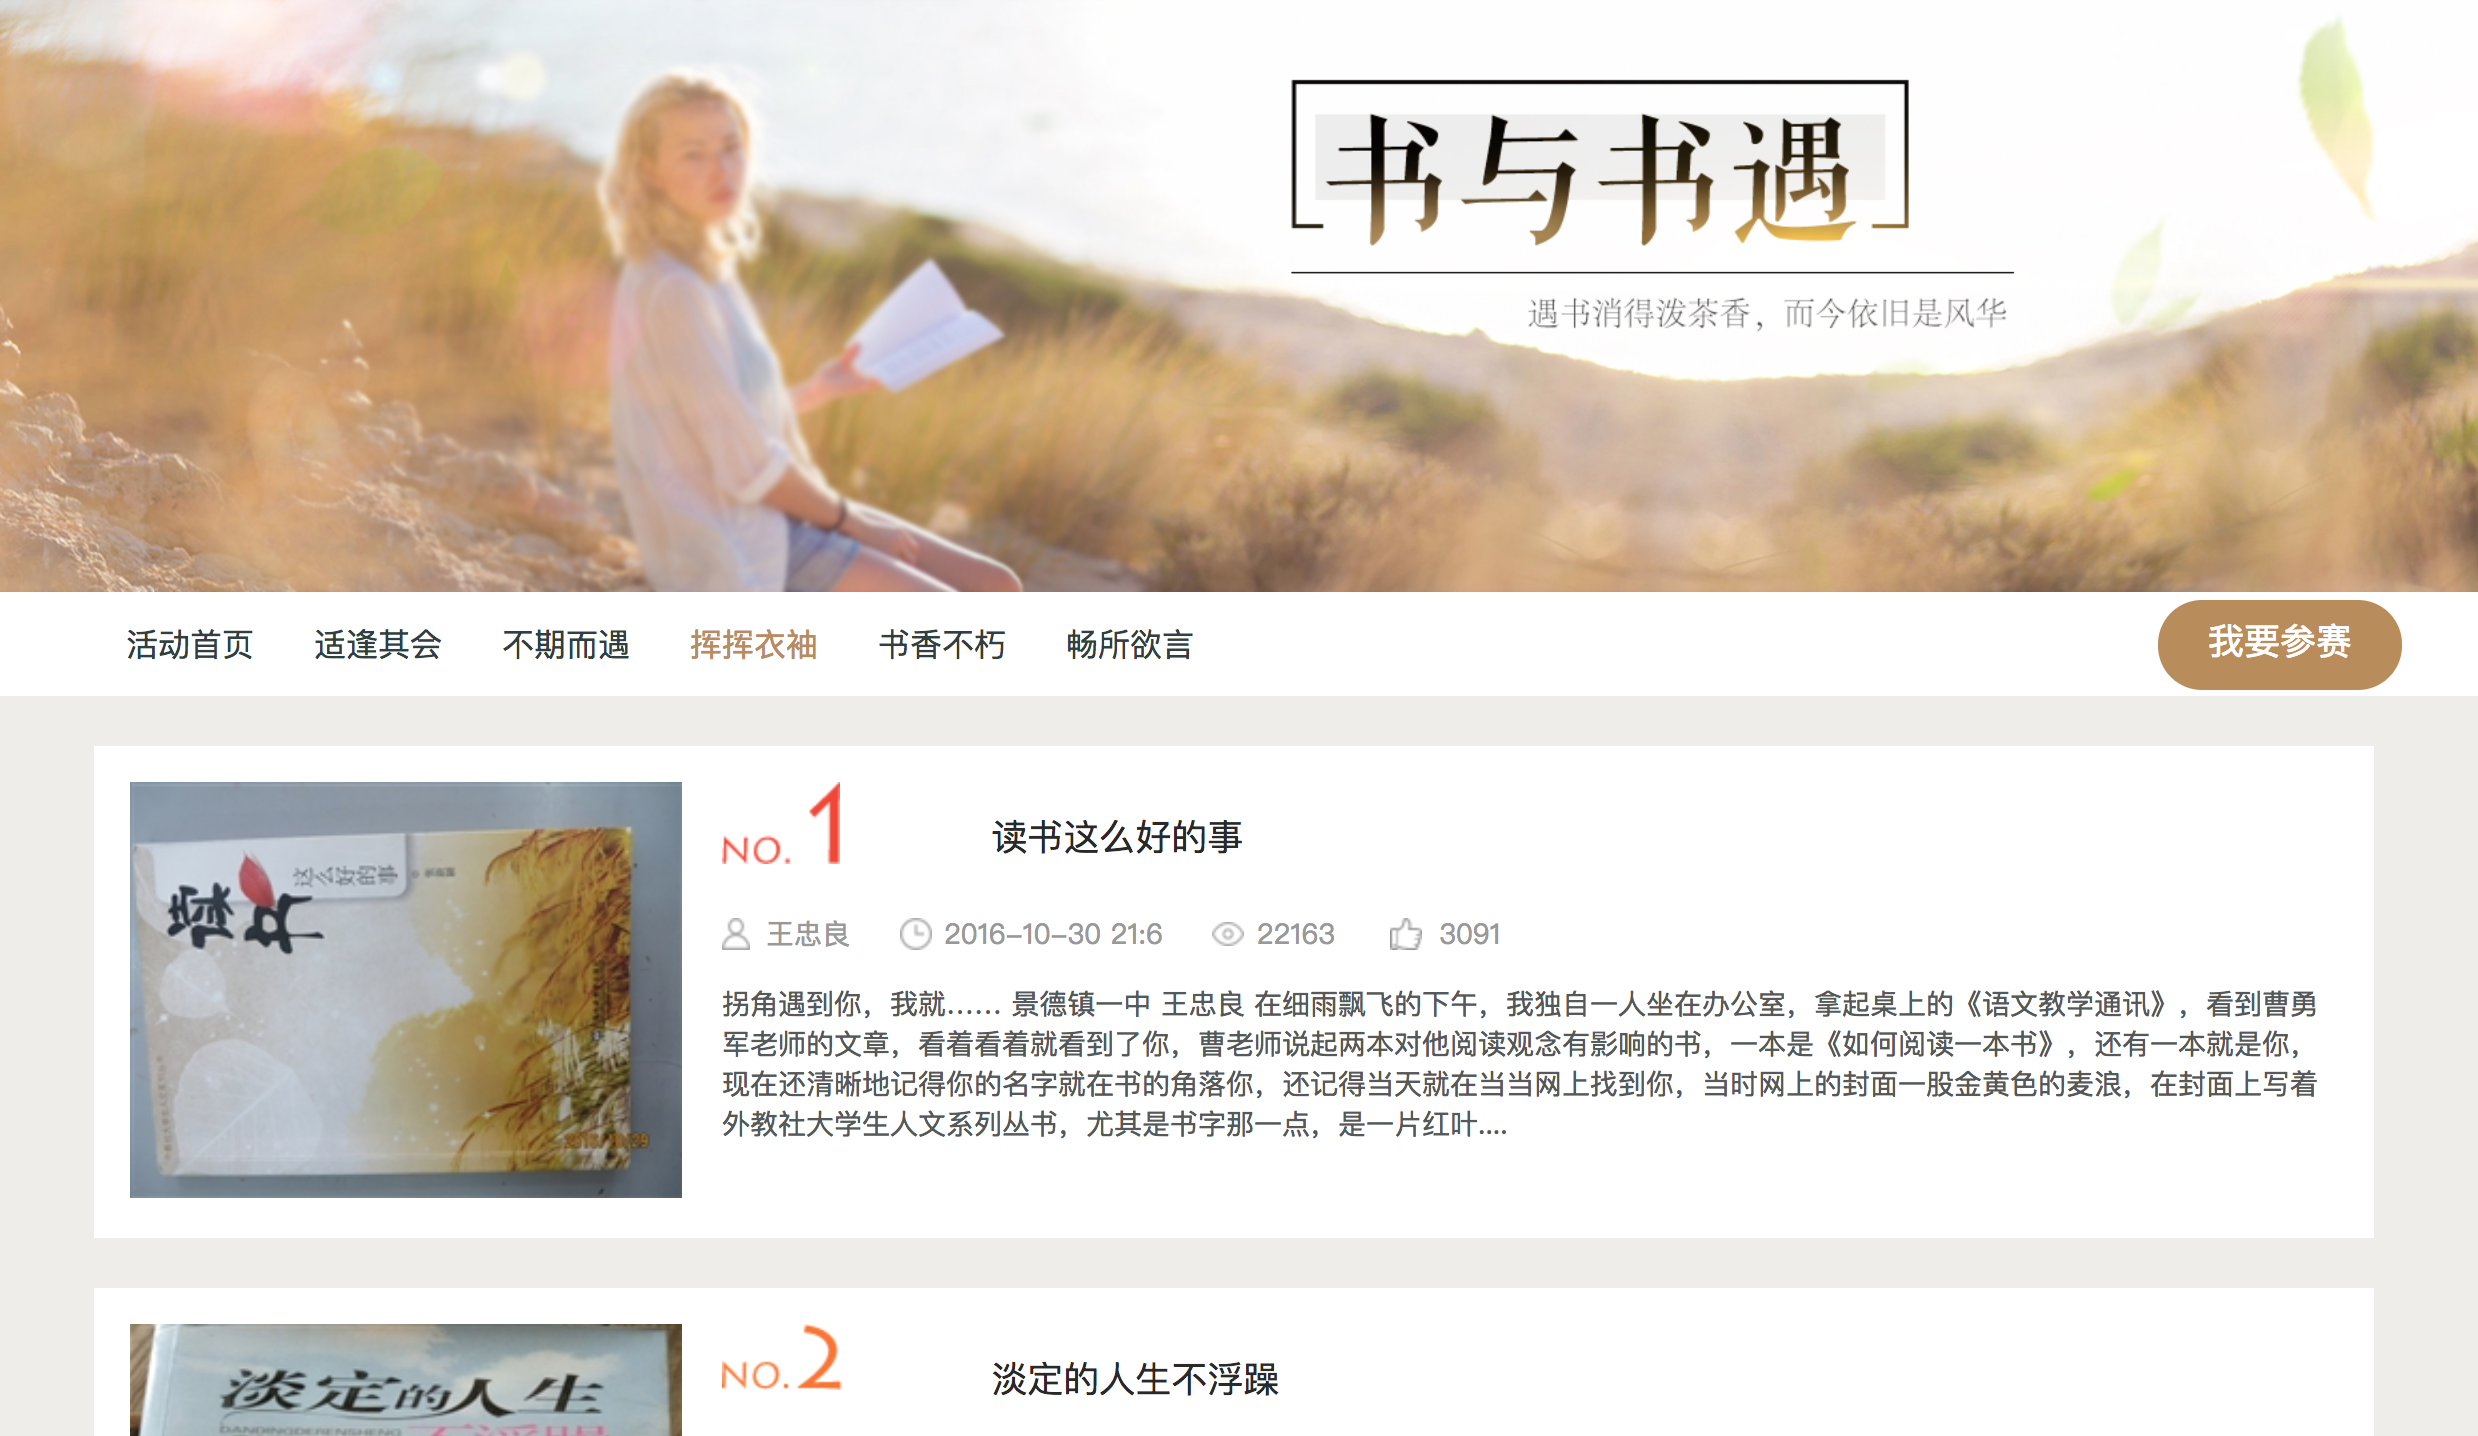 书与书遇
遇书消得泼茶香，而今依旧是风华
活动首页 适逢其会 不期而遇 挥挥衣袖 书香不朽 畅所欲言 我要参赛
读书
这么好的事
NO.1 读书这么好的事
王忠良 2016-10-30 21:6 22163 3091
拐角遇到你，我就…… 景德镇一中 王忠良 在细雨飘飞的下午，我独自一人坐在办公室，拿起桌上的《语文教学通讯》，看到曹勇
军老师的文章，看着看着就看到了你，曹老师说起两本对他阅读观念有影响的书，一本是《如何阅读一本书》，还有一本就是你，
现在还清晰地记得你的名字就在书的角落你，还记得当天就在当当网上找到你，当时网上的封面一股金黄色的麦浪，在封面上写着
外教社大学生人文系列丛书，尤其是书字那一点，是一片红叶....
淡定的人生
DANDINGDERENSHENG
NO.2 淡定的人生不浮躁